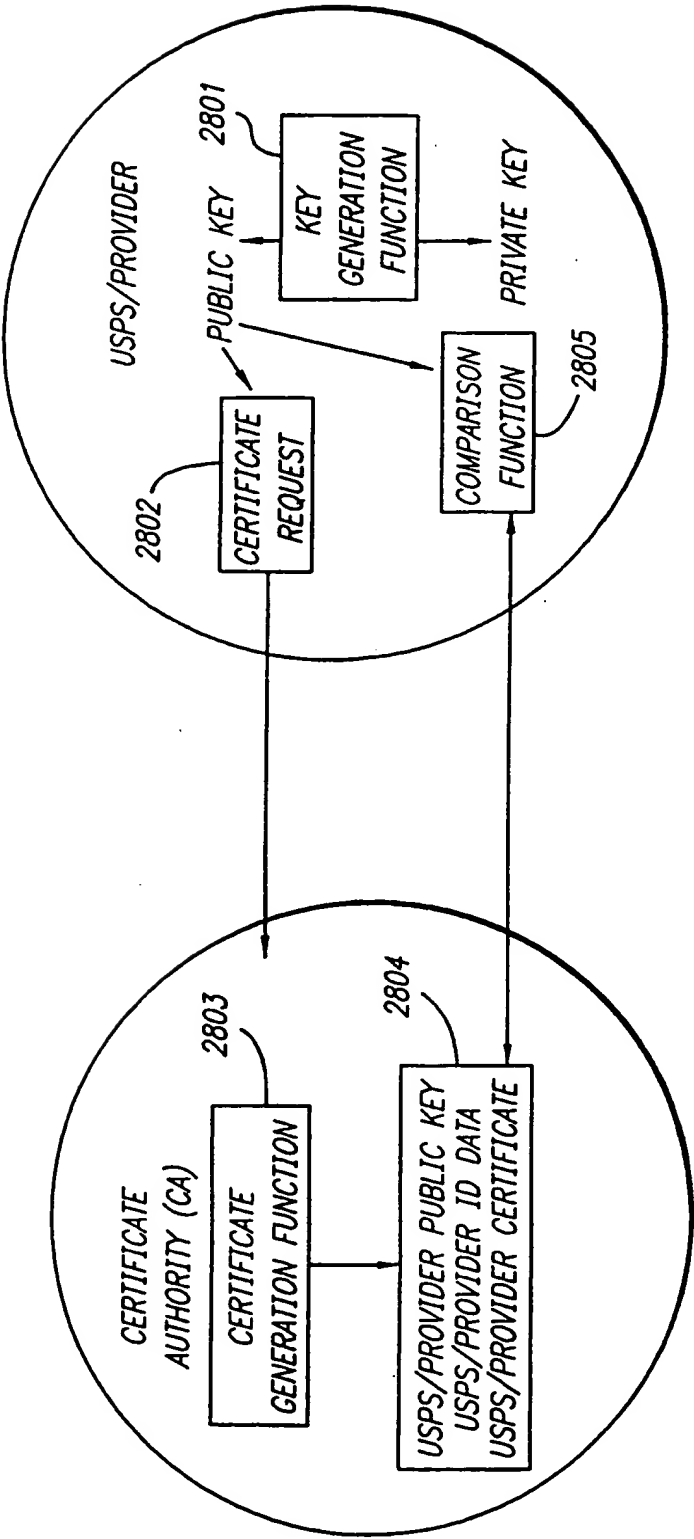 CERTIFICATE
AUTHORITY (CA)
2803
CERTIFICATE
GENERATION FUNCTION
2804
USPS/PROVIDER PUBLIC KEY
USPS/PROVIDER ID DATA
USPS/PROVIDER CERTIFICATE
USPS/PROVIDER
2802
CERTIFICATE
REQUEST
PUBLIC KEY
2801
KEY
GENERATION
FUNCTION
PRIVATE KEY
COMPARISON
FUNCTION
2805